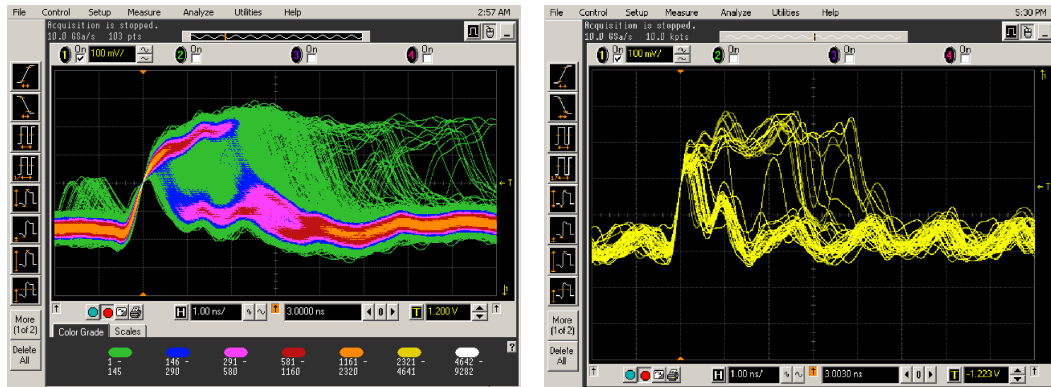 File Control Setup Measure Analyze Utilities Help 2:57 AM
Acquisition is stopped.
10.0 GSa/s 103 pts
1 On 100 mV/ 2 On 3 On 4 On
T
1
H 1.00 ns/ 3.0000 ns 0 T 1.200 V
More
(1of 2)
Delete
All
Color Grade Scales
1 - 146 - 291 - 581 - 1161 - 2321 - 4642 -
145 290 580 1160 2320 4641 9282
?
File Control Setup Measure Analyze Utilities Help 5:30 PM
Acquisition is stopped.
10.0 GSa/s 10.0 kpts
1 On 100 mV/ 2 On 3 On 4 On
1
T
H 1.00 ns/ 3.0030 ns 0 T -1.223 V
More
(1of 2)
Delete
All